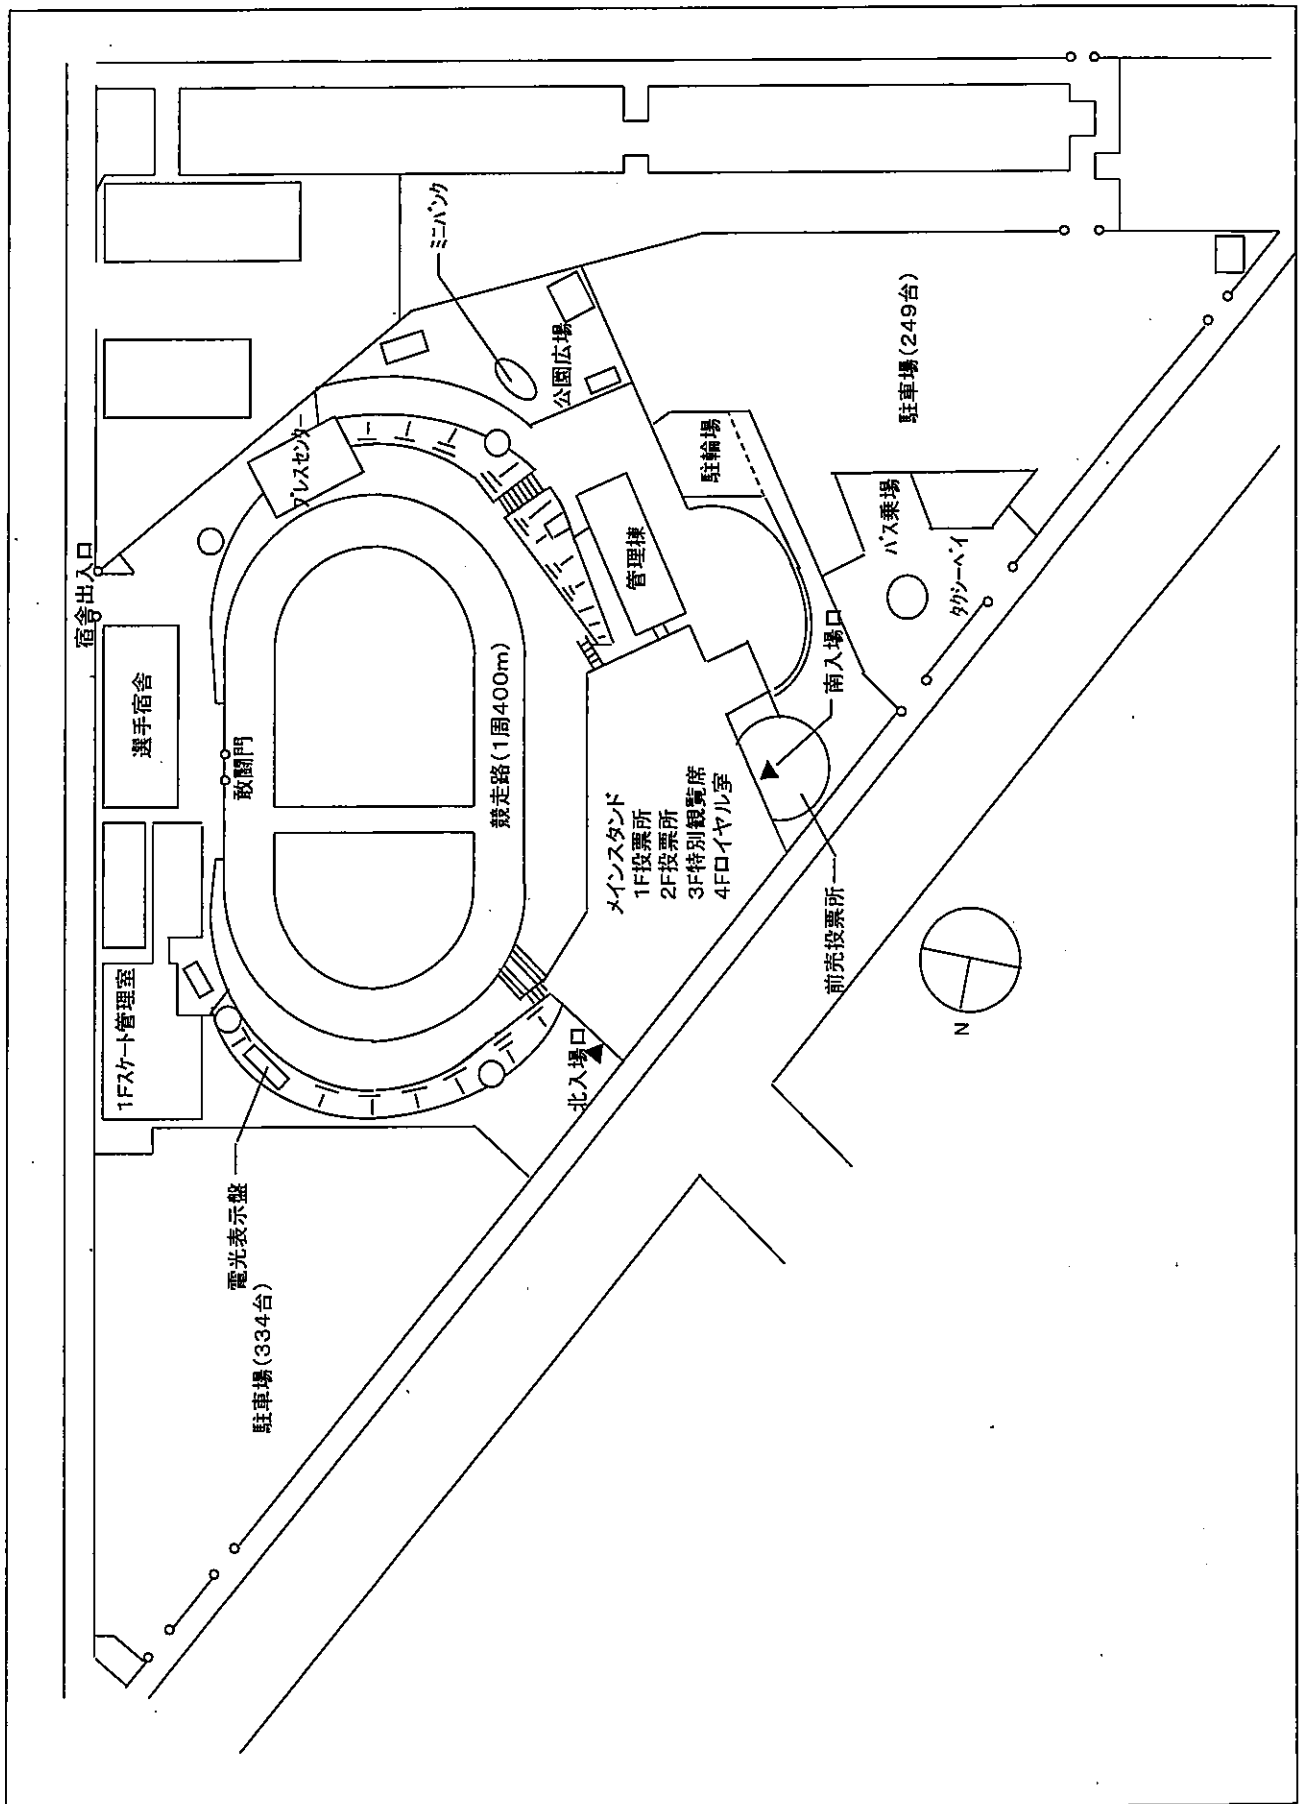 宿舎出入口
選手宿舎
1Fスケート管理室
敢闘門
プレスセンター
ミニバンク
公園広場
競走路(1周400m)
管理棟
駐輪場
駐車場(249台)
バス乗場
タクシーベイ
南入場口
メインスタンド
1F投票所
2F投票所
3F特別観覧席
4Fロイヤル室
前売投票所
北入場口
電光表示盤
駐車場(334台)
N